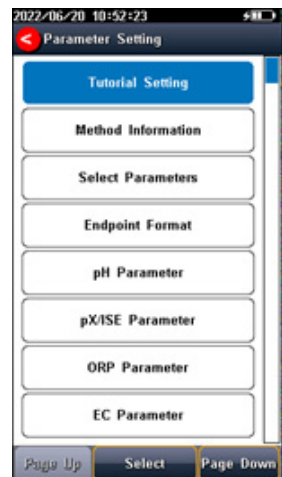 2022/06/20 10:52:23
Parameter Setting
Tutorial Setting
Method Information
Select Parameters
Endpoint Format
pH Parameter
pX/ISE Parameter
ORP Parameter
EC Parameter
Page Up Select Page Down